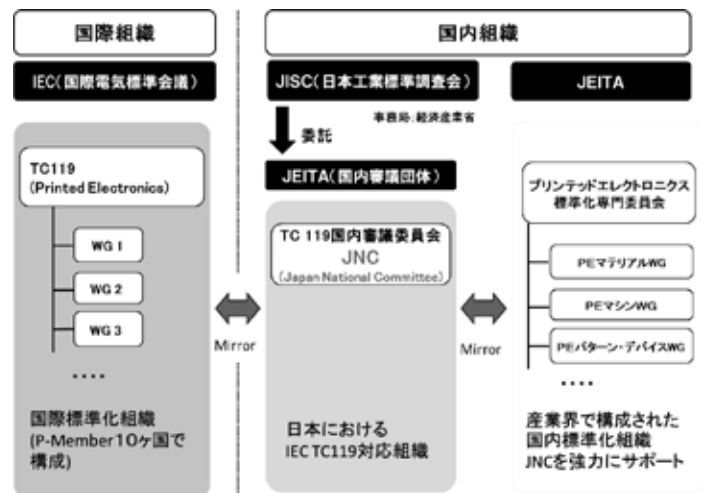 国際組織
国内組織
IEC(国際電気標準会議)
JISC(日本工業標準調査会)
JEITA
事務局:経済産業省
委託
JEITA(国内審議団体)
TC119
(Printed Electronics)
WG 1
WG 2
WG 3
‥‥
国際標準化組織
(P-Member10ヶ国で
構成)
Mirror
TC 119国内審議委員会
JNC
(Japan National Committee)
日本における
IEC TC119対応組織
Mirror
プリンテッドエレクトロニクス
標準化専門委員会
PEマテリアルWG
PEマシンWG
PEパターン・デバイスWG
‥‥
産業界で構成された
国内標準化組織
JNCを強力にサポート